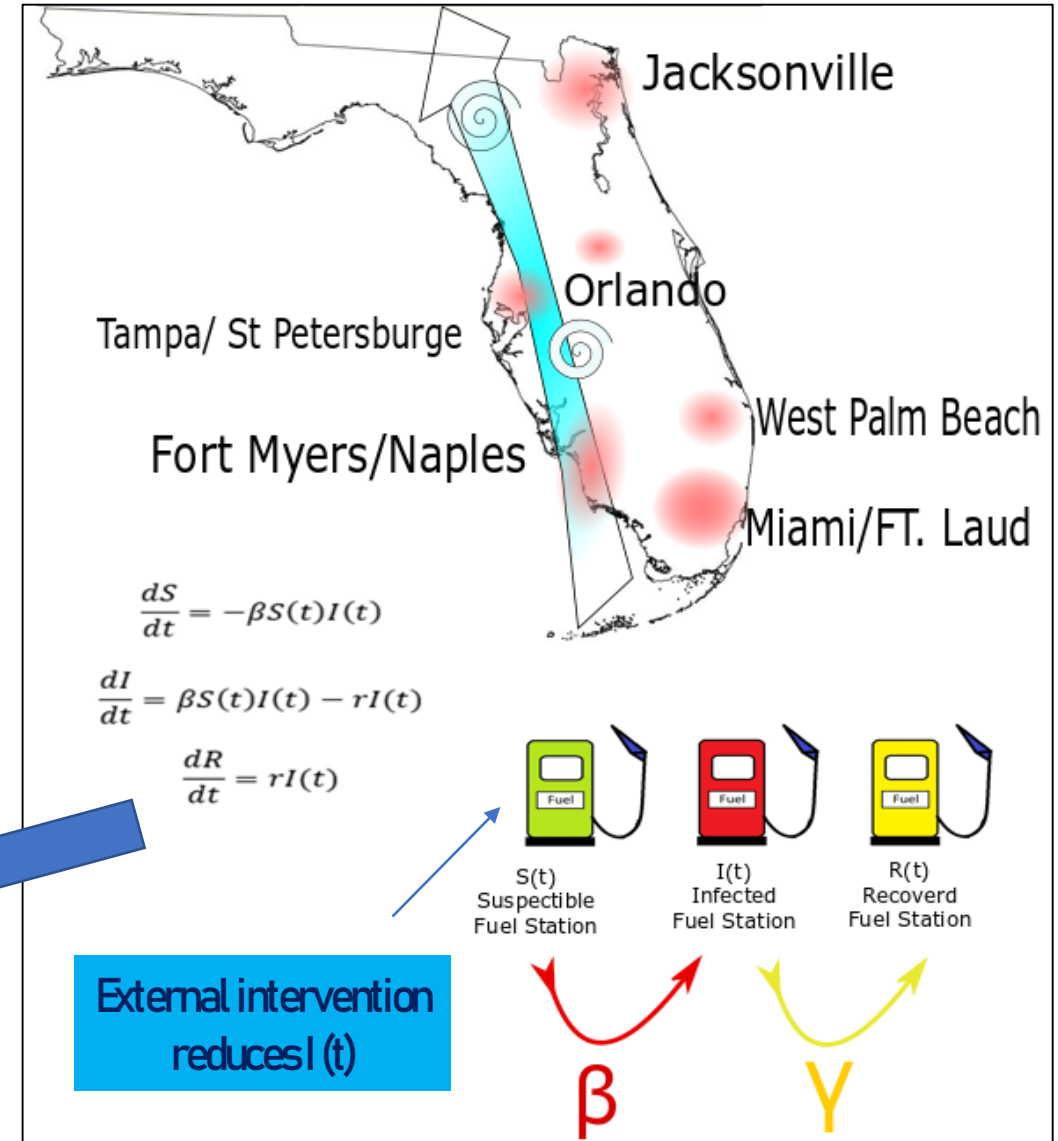 Jacksonville
Orlando
Tampa/ St Petersburge
West Palm Beach
Fort Myers/Naples
Miami/FT. Laud
dS/dt = −βS(t)I(t)
dI/dt = βS(t)I(t) − rI(t)
dR/dt = rI(t)
Fuel
Fuel
Fuel
S(t)
Suspectible
Fuel Station
I(t)
Infected
Fuel Station
R(t)
Recoverd
Fuel Station
External intervention
reduces I (t)
β
γ